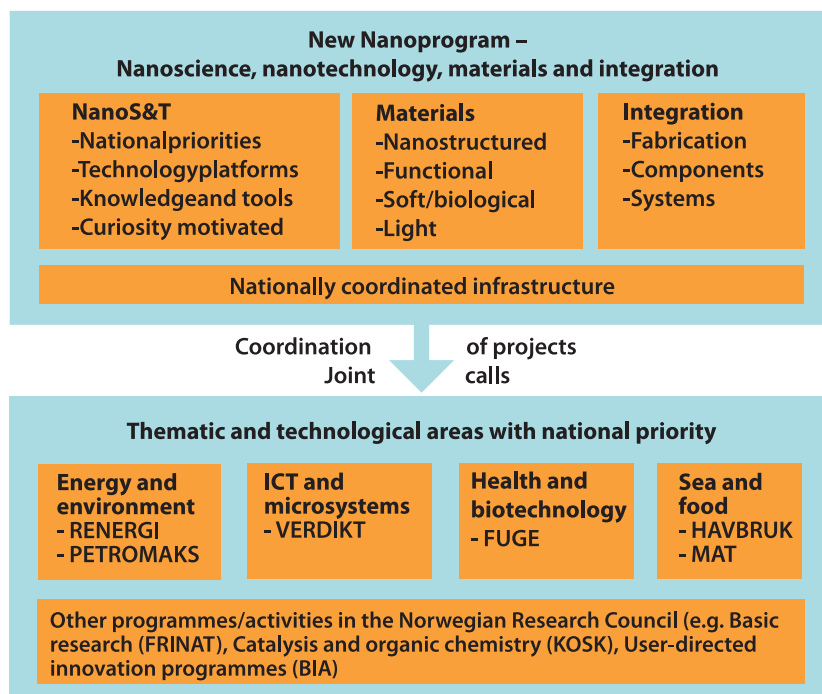 New Nanoprogram –
Nanoscience, nanotechnology, materials and integration
NanoS&T
-Nationalpriorities
-Technologyplatforms
-Knowledgeand tools
-Curiosity motivated
Materials
-Nanostructured
-Functional
-Soft/biological
-Light
Integration
-Fabrication
-Components
-Systems
Nationally coordinated infrastructure
Coordination of projects
Joint calls
Thematic and technological areas with national priority
Energy and
environment
- RENERGI
- PETROMAKS
ICT and
microsystems
- VERDIKT
Health and
biotechnology
- FUGE
Sea and
food
- HAVBRUK
- MAT
Other programmes/activities in the Norwegian Research Council (e.g. Basic
research (FRINAT), Catalysis and organic chemistry (KOSK), User-directed
innovation programmes (BIA)